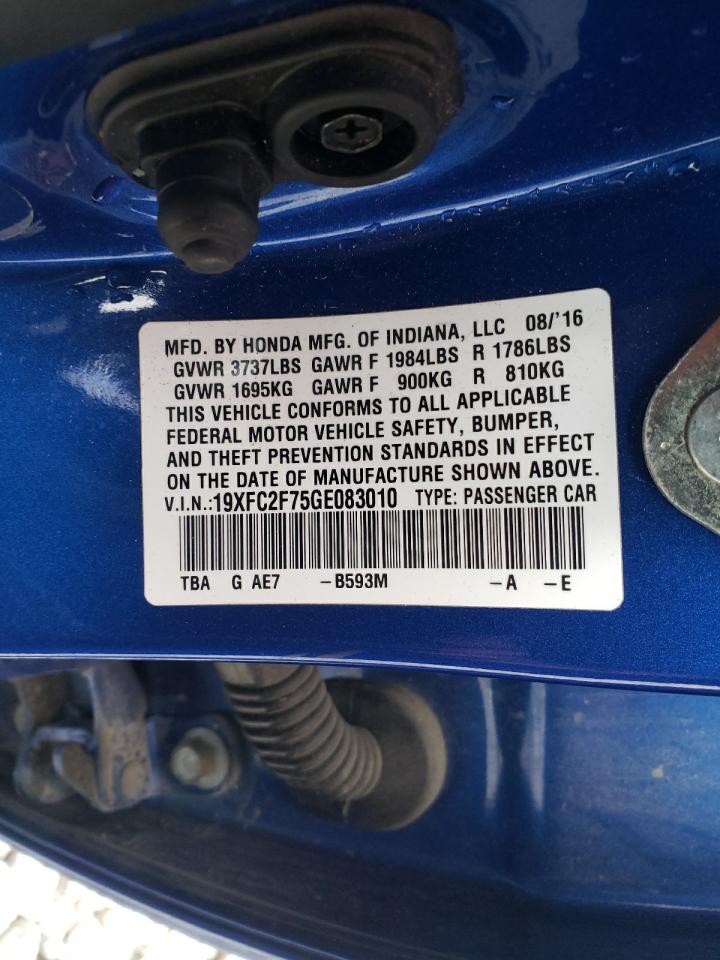 MFD. BY HONDA MFG. OF INDIANA, LLC 08/'16
GVWR 3737LBS GAWR F 1984LBS R 1786LBS
GVWR 1695KG GAWR F 900KG R 810KG
THIS VEHICLE CONFORMS TO ALL APPLICABLE
FEDERAL MOTOR VEHICLE SAFETY, BUMPER,
AND THEFT PREVENTION STANDARDS IN EFFECT
ON THE DATE OF MANUFACTURE SHOWN ABOVE.
V.I.N.:19XFC2F75GE083010 TYPE: PASSENGER CAR
TBA G AE7 -B593M -A -E